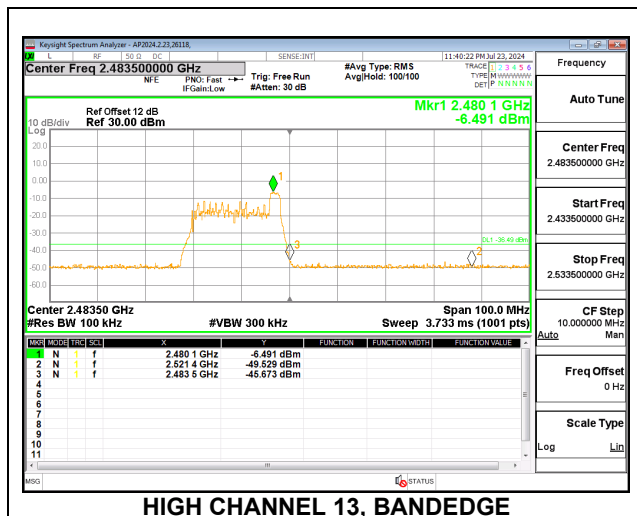 Keysight Spectrum Analyzer - AP2024.2.23,26118,
LXI L RF 50 Ω DC SENSE:INT 11:40:22 PM Jul 23, 2024
Center Freq 2.483500000 GHz
NFE
PNO: Fast
IFGain:Low
Trig: Free Run
#Atten: 30 dB
#Avg Type: RMS
Avg|Hold: 100/100
TRACE 1 2 3 4 5 6
TYPE M WWWWW
DET P N N N N N
Frequency
Auto Tune
Center Freq
2.483500000 GHz
Start Freq
2.433500000 GHz
Stop Freq
2.533500000 GHz
CF Step
10.000000 MHz
Auto Man
Freq Offset
0 Hz
Scale Type
Log Lin
Mkr1 2.480 1 GHz
-6.491 dBm
Ref Offset 12 dB
10 dB/div Ref 30.00 dBm
Log
20.0
10.0
0.00
-10.0
-20.0
-30.0
-40.0
-50.0
-60.0
1
2
3
DL1 -36.49 dBm
Center 2.48350 GHz Span 100.0 MHz
#Res BW 100 kHz #VBW 300 kHz Sweep 3.733 ms (1001 pts)
MKR MODE TRC SCL X Y FUNCTION FUNCTION WIDTH FUNCTION VALUE
1 N 1 f 2.480 1 GHz -6.491 dBm
2 N 1 f 2.521 4 GHz -49.529 dBm
3 N 1 f 2.483 5 GHz -45.673 dBm
4
5
6
7
8
9
10
11
MSG STATUS
HIGH CHANNEL 13, BANDEDGE